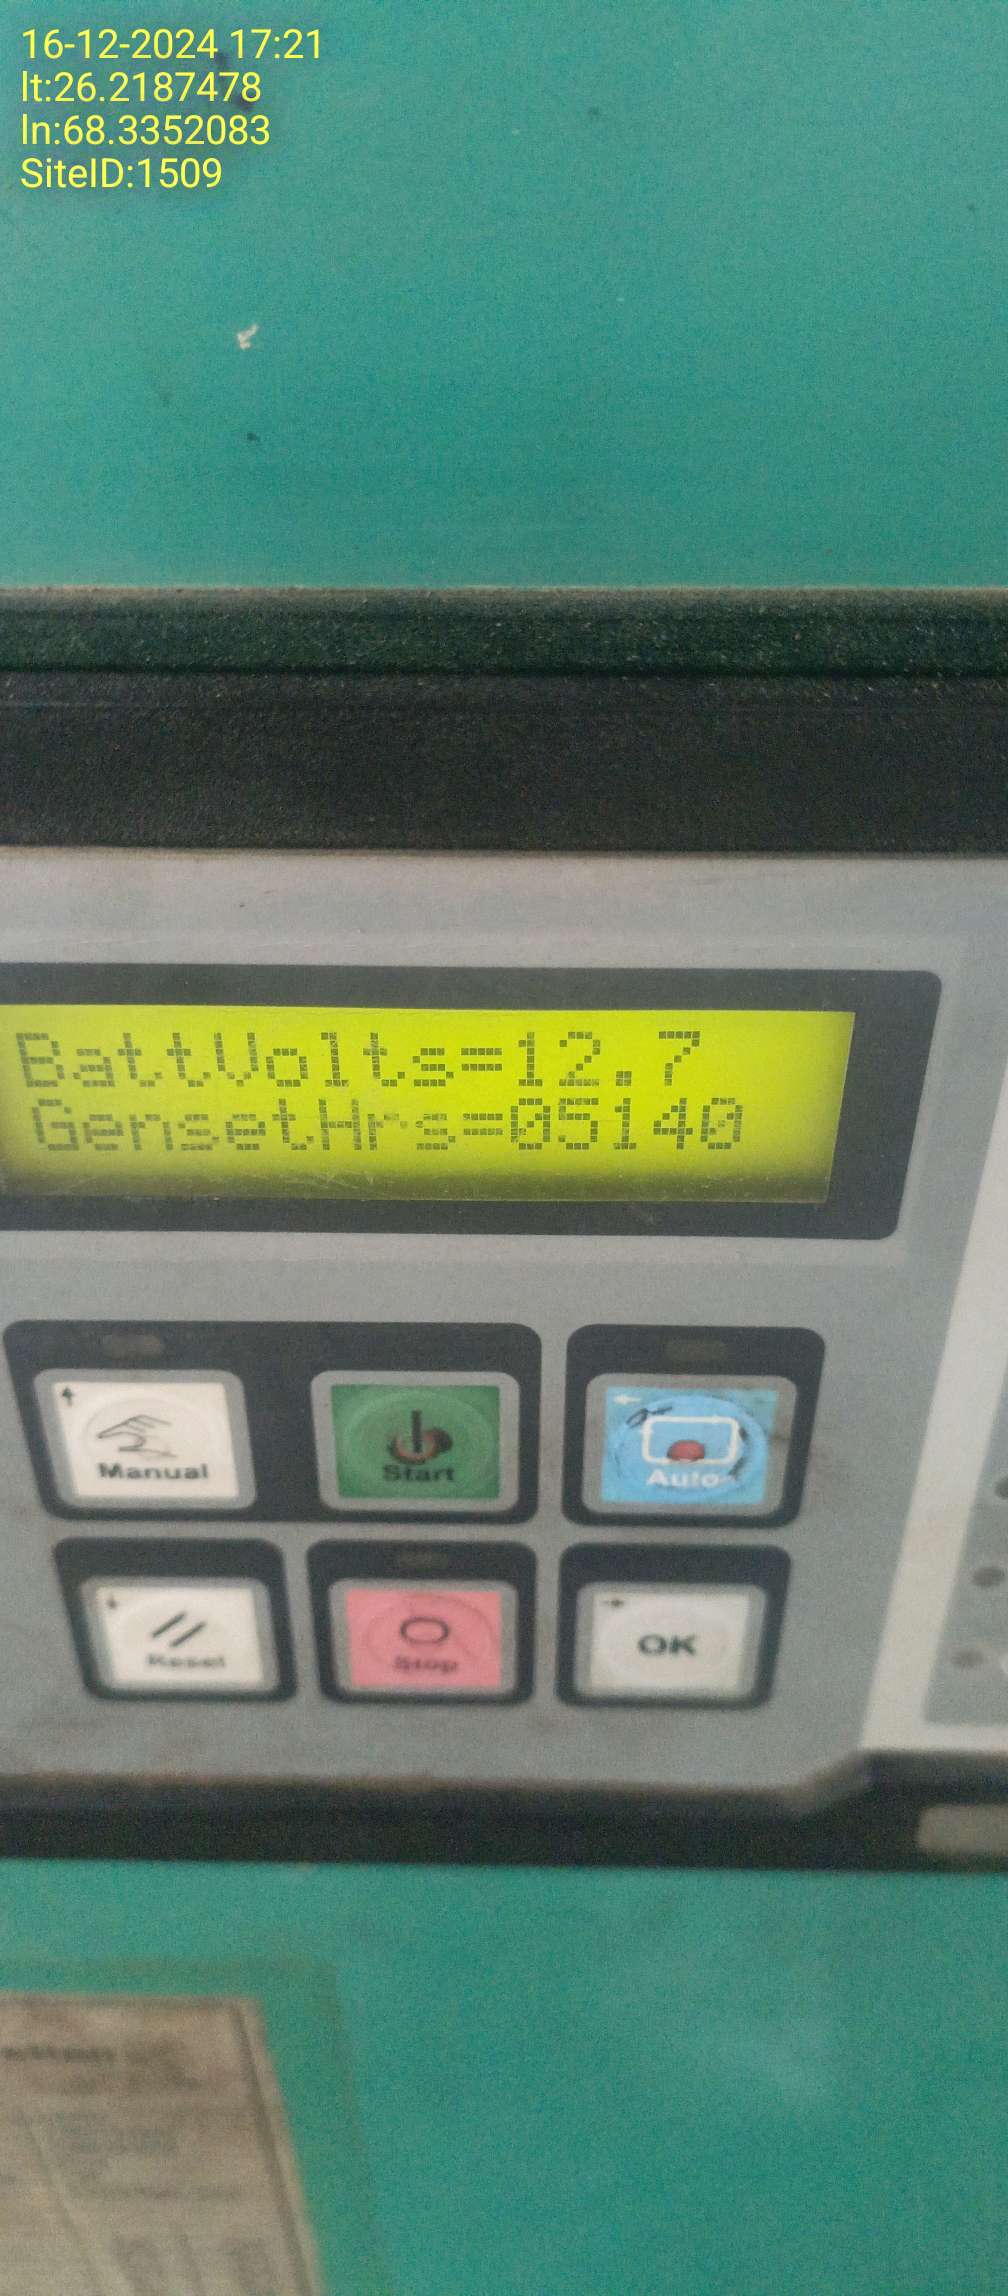 16-12-2024 17:21
lt:26.2187478
ln:68.3352083
SiteID:1509
BattVolts=12.7
GensetHrs=05140
Manual
Start
Auto
Reset
Stop
OK